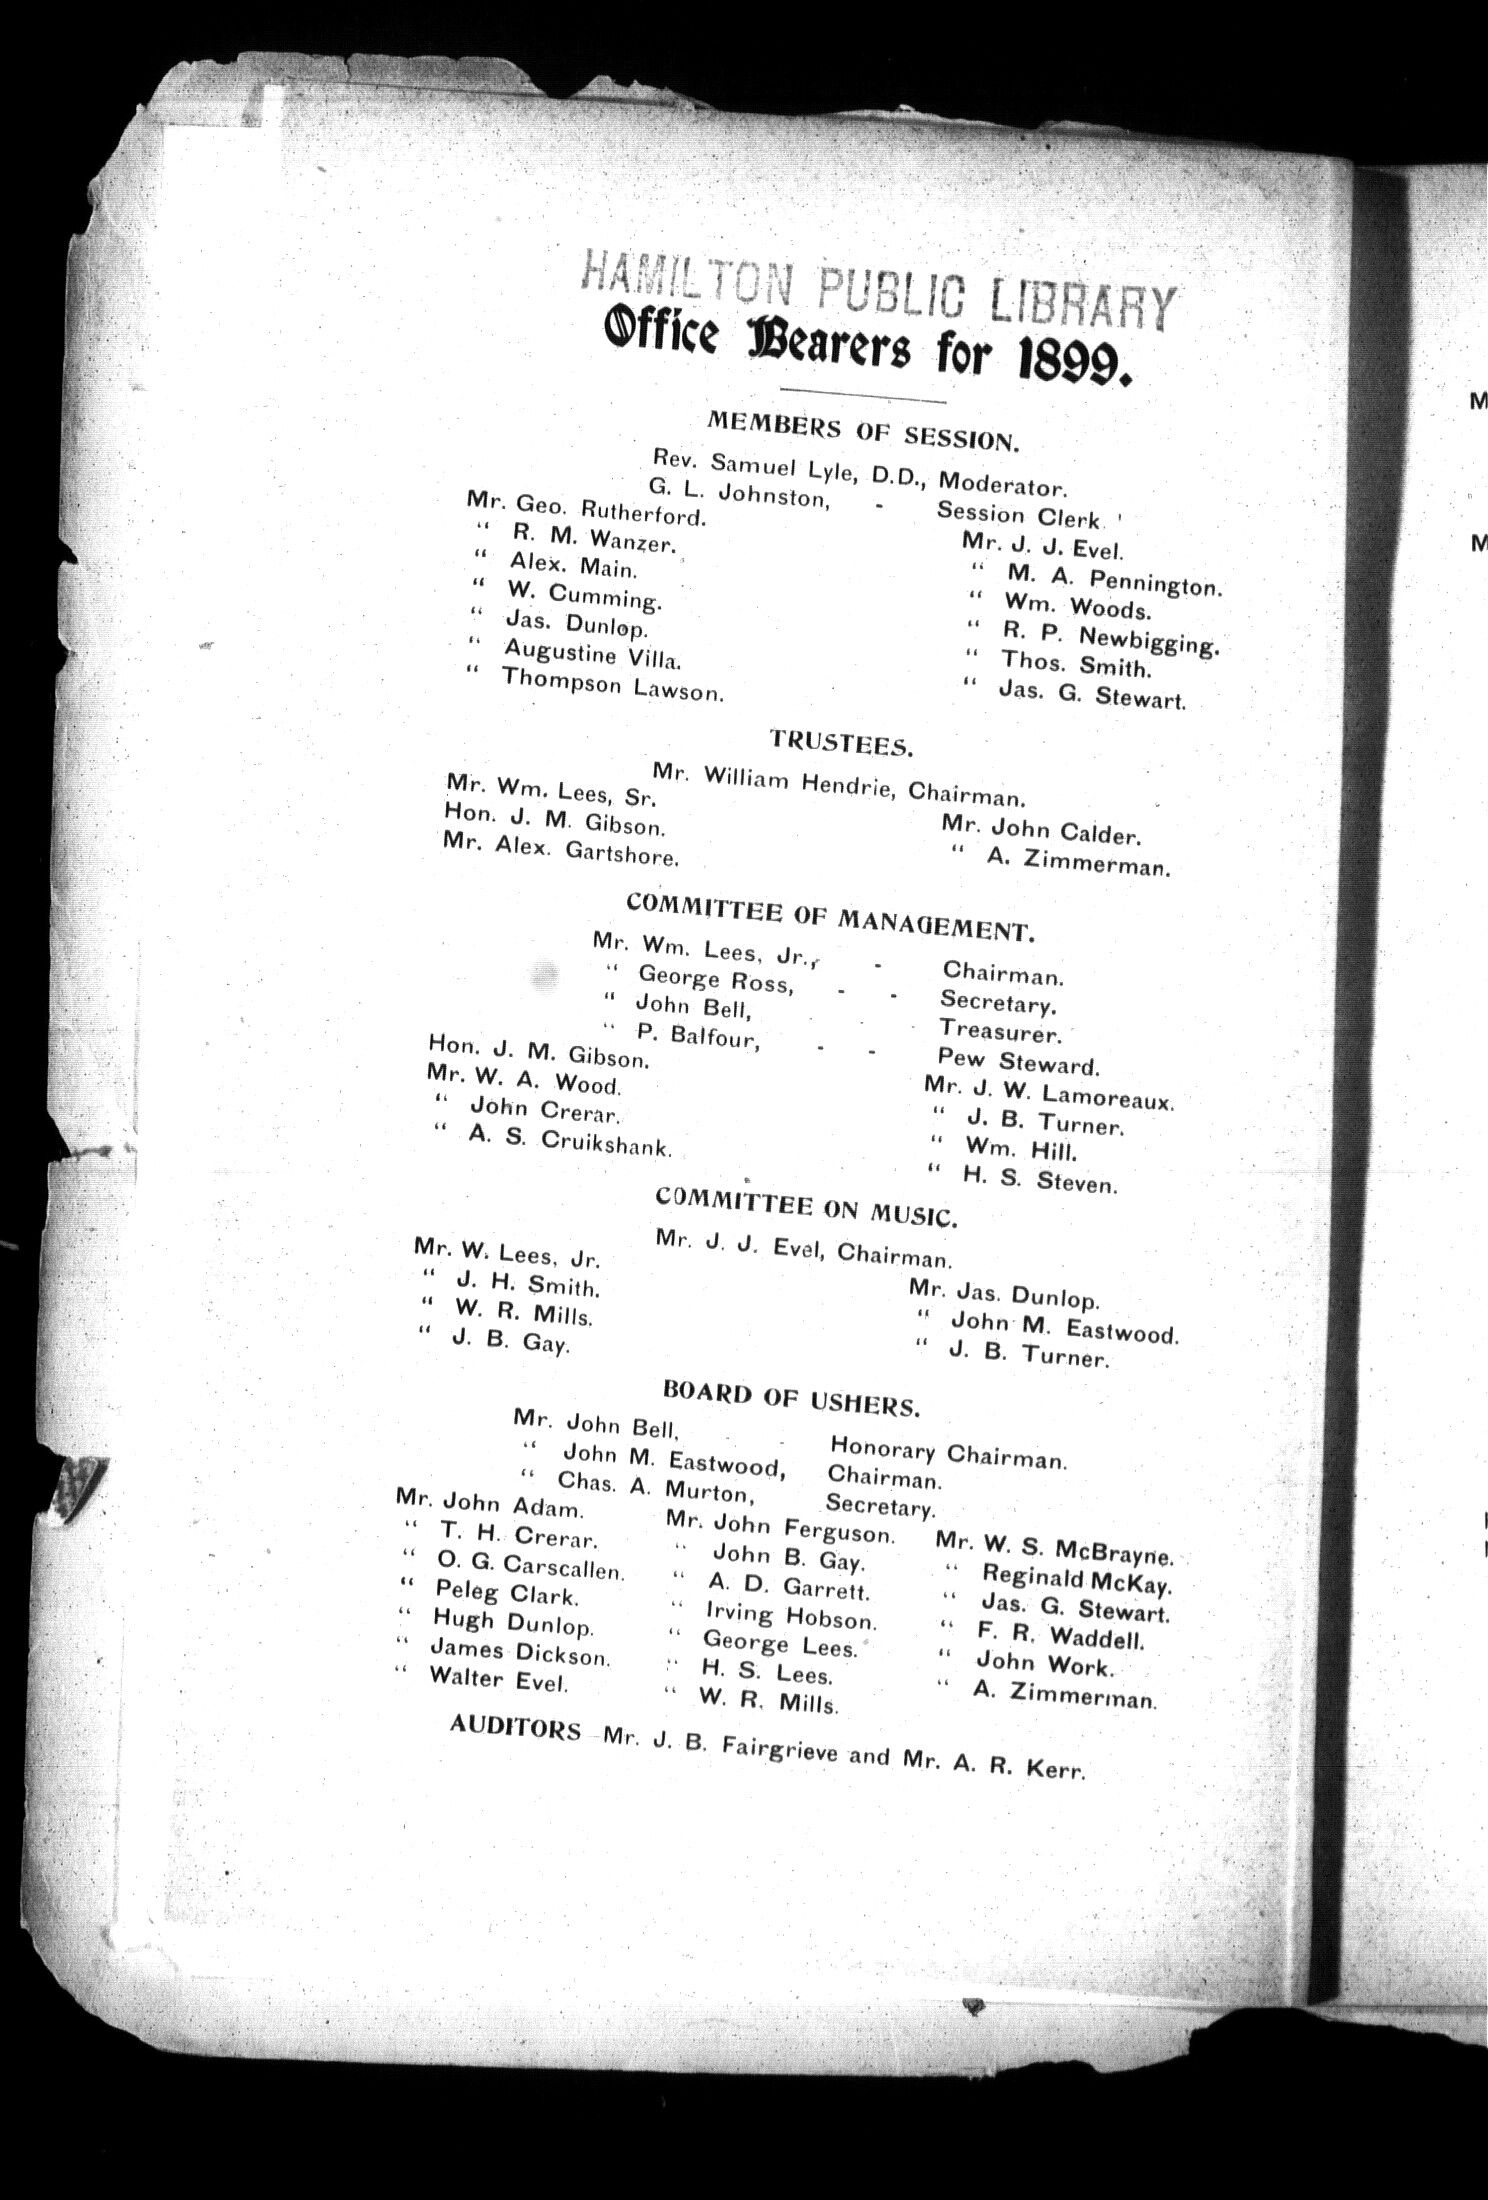 HAMILTON PUBLIC LIBRARY
Office Bearers for 1899.
MEMBERS OF SESSION.
Rev. Samuel Lyle, D.D., Moderator.
G. L. Johnston, - Session Clerk
Mr. Geo. Rutherford. Mr. J. J. Evel.
" R. M. Wanzer. " M. A. Pennington.
" Alex. Main. " Wm. Woods.
" W. Cumming. " R. P. Newbigging.
" Jas. Dunlop. " Thos. Smith.
" Augustine Villa. " Jas. G. Stewart.
" Thompson Lawson.
TRUSTEES.
Mr. William Hendrie, Chairman.
Mr. Wm. Lees, Sr. Mr. John Calder.
Hon. J. M. Gibson. " A. Zimmerman.
Mr. Alex. Gartshore.
COMMITTEE OF MANAGEMENT.
Mr. Wm. Lees, Jr., - Chairman.
" George Ross, - - Secretary.
" John Bell, Treasurer.
" P. Balfour, - - Pew Steward.
Hon. J. M. Gibson. Mr. J. W. Lamoreaux.
Mr. W. A. Wood. " J. B. Turner.
" John Crerar. " Wm. Hill.
" A. S. Cruikshank. " H. S. Steven.
COMMITTEE ON MUSIC.
Mr. J. J. Evel, Chairman.
Mr. W. Lees, Jr. Mr. Jas. Dunlop.
" J. H. Smith. " John M. Eastwood.
" W. R. Mills. " J. B. Turner.
" J. B. Gay.
BOARD OF USHERS.
Mr. John Bell, - Honorary Chairman.
" John M. Eastwood, Chairman.
" Chas. A. Murton, Secretary.
Mr. John Adam. Mr. John Ferguson. Mr. W. S. McBrayne.
" T. H. Crerar. " John B. Gay. " Reginald McKay.
" O. G. Carscallen. " A. D. Garrett. " Jas. G. Stewart.
" Peleg Clark. " Irving Hobson. " F. R. Waddell.
" Hugh Dunlop. " George Lees. " John Work.
" James Dickson. " H. S. Lees. " A. Zimmerman.
" Walter Evel. " W. R. Mills.
AUDITORS Mr. J. B. Fairgrieve and Mr. A. R. Kerr.